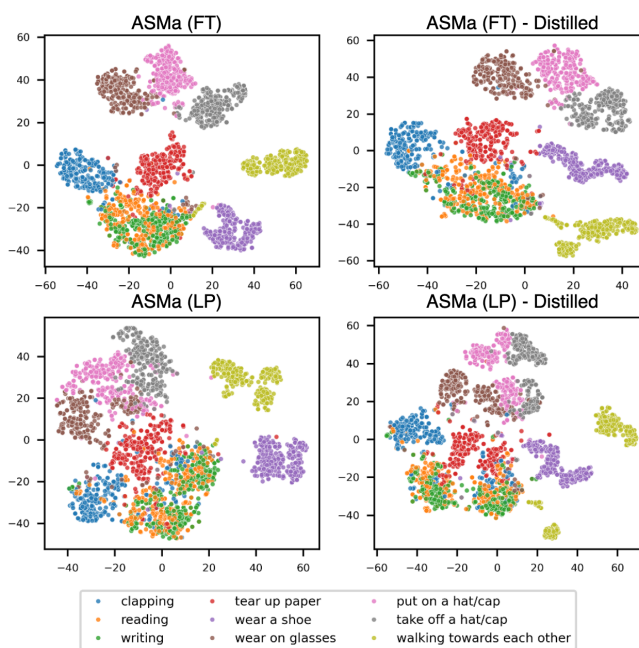 ASMa (FT) ASMa (FT) - Distilled
60
40
20
0
−20
−40
−60 −40 −20 0 20 40 60
60
40
20
0
−20
−40
−60
−60 −40 −20 0 20 40
ASMa (LP) ASMa (LP) - Distilled
40
20
0
−20
−40
−40 −20 0 20 40 60 80
60
40
20
0
−20
−40
−60 −40 −20 0 20 40 60
clapping tear up paper put on a hat/cap
reading wear a shoe take off a hat/cap
writing wear on glasses walking towards each other